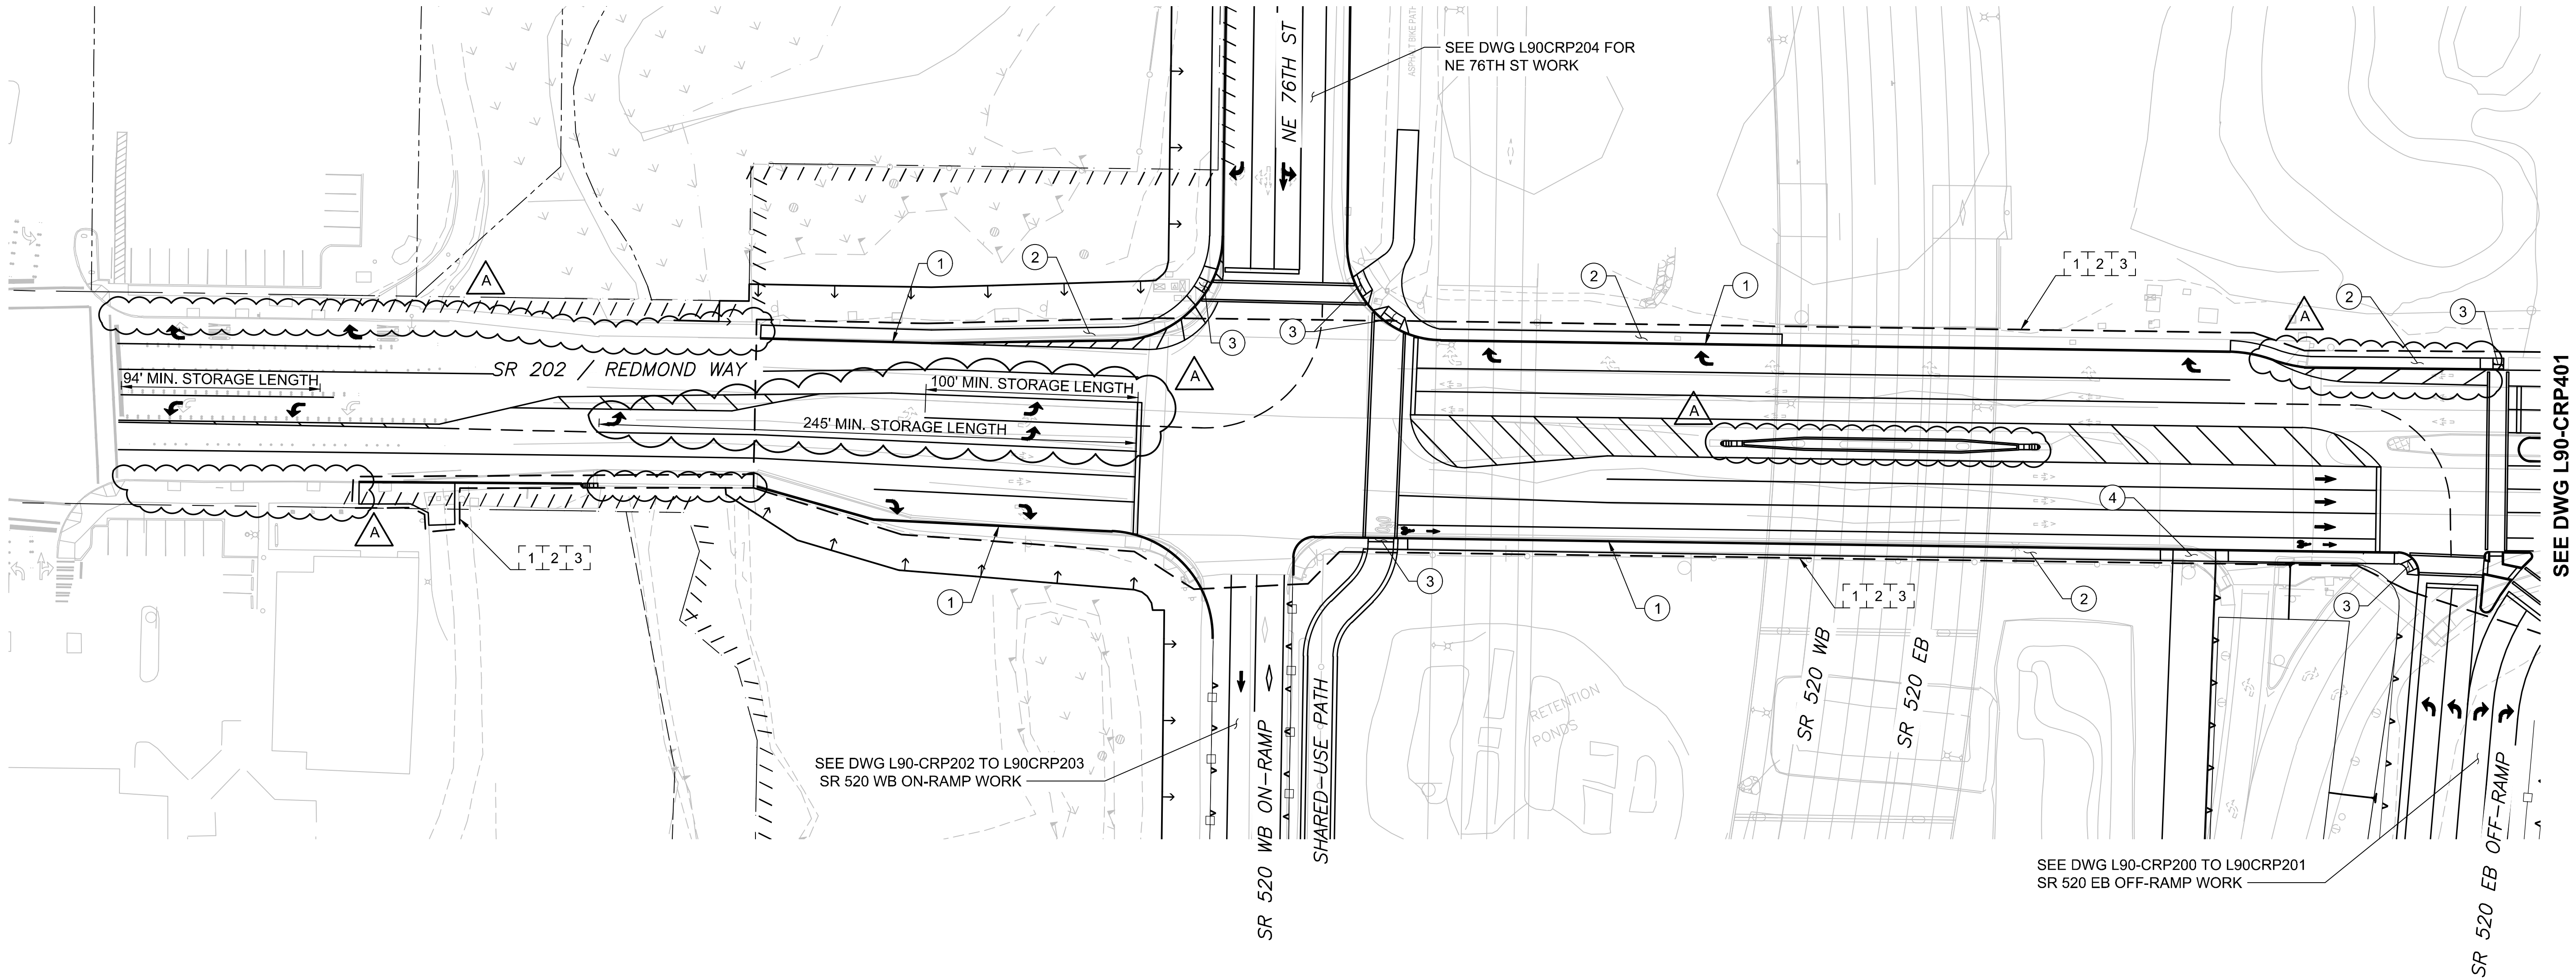 ASPHALT BIKE PATH
SEE DWG L90CRP204 FOR
NE 76TH ST WORK
NE 76TH ST
A
1
2
3
3
2
1
1 2 3
A
2
3
SR 202 / REDMOND WAY
94' MIN. STORAGE LENGTH
100' MIN. STORAGE LENGTH
245' MIN. STORAGE LENGTH
A
A
SEE DWG L90-CRP401
A
1 2 3
1
3
1
1 2 3
4
2
3
SR 520 WB
SR 520 EB
RETENTION
PONDS
SEE DWG L90-CRP202 TO L90CRP203
SR 520 WB ON-RAMP WORK
SR 520 WB ON-RAMP
SHARED-USE PATH
SEE DWG L90-CRP200 TO L90CRP201
SR 520 EB OFF-RAMP WORK
SR 520 EB OFF-RAMP